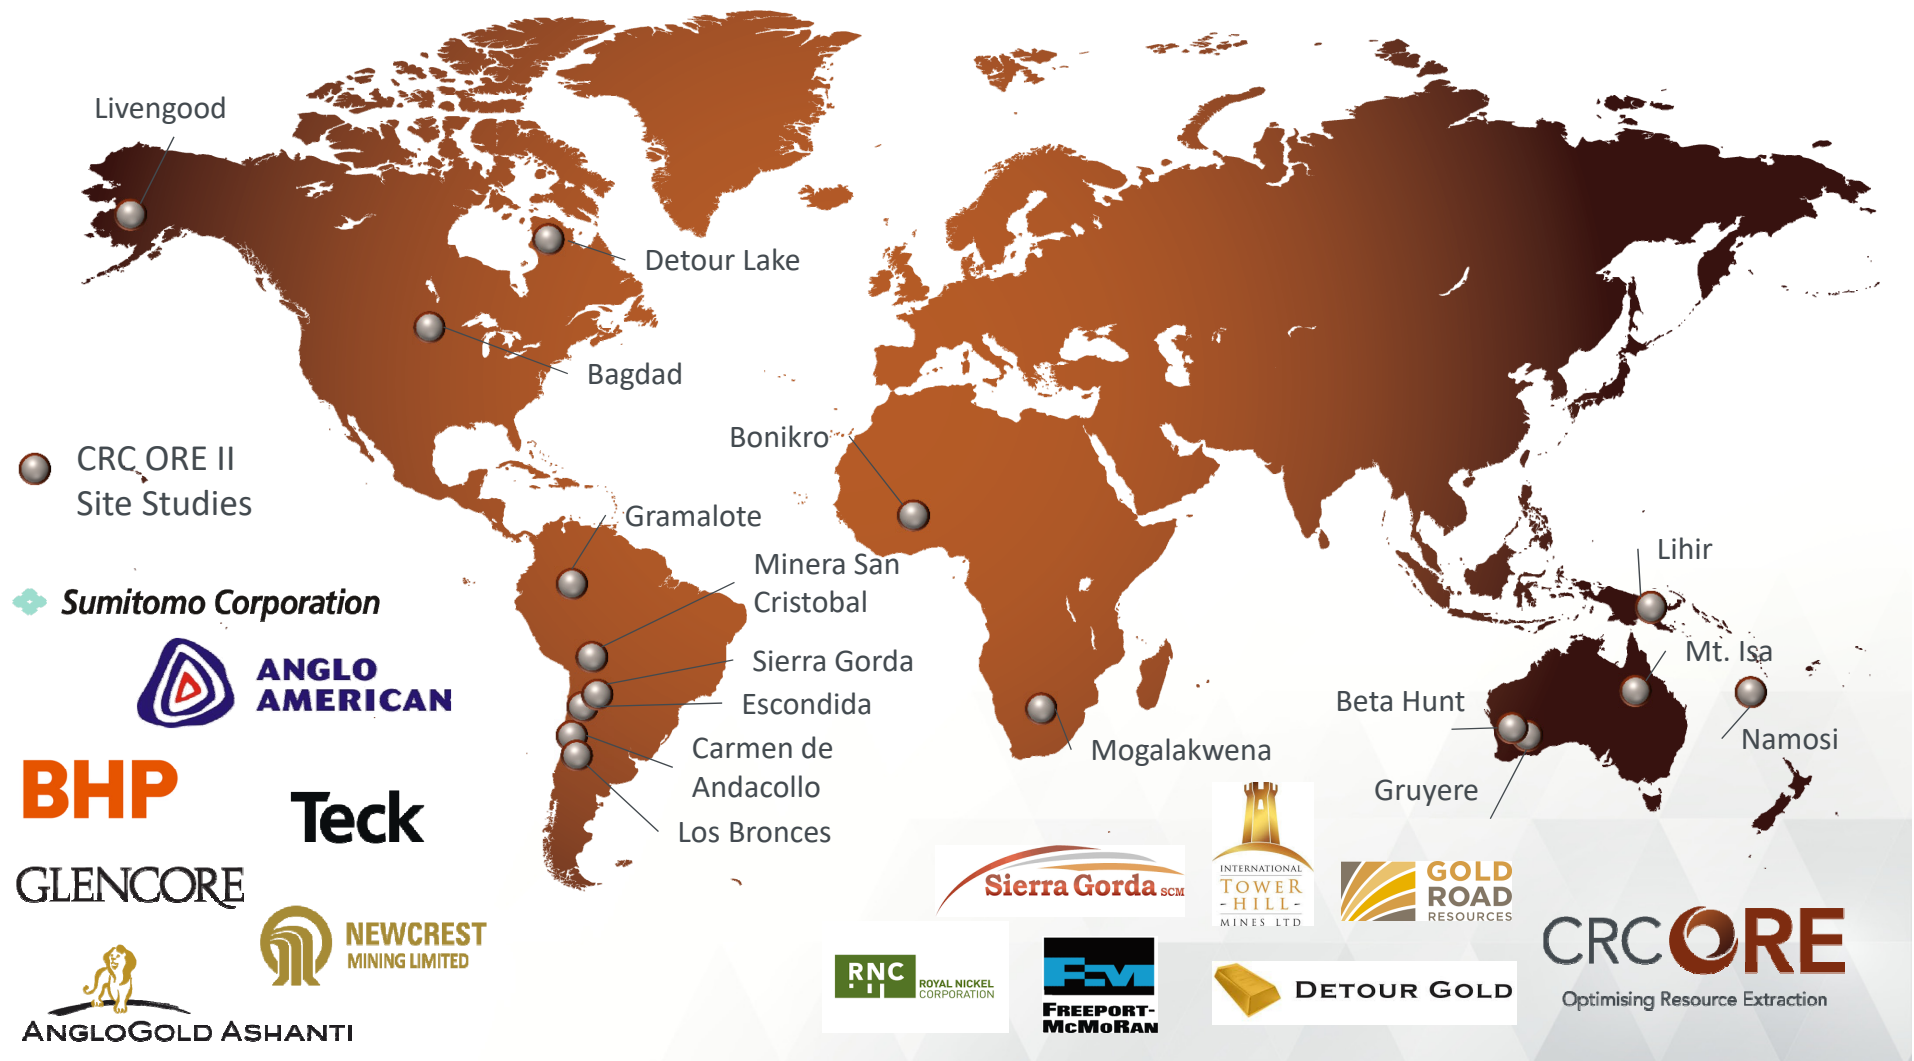 Livengood
Detour Lake
Bagdad
Bonikro
CRC ORE II
Site Studies
Gramalote
Minera San
Cristobal
Lihir
Sumitomo Corporation
Mt. Isa
ANGLO
AMERICAN
Sierra Gorda
Escondida
Beta Hunt
Namosi
Carmen de
Andacollo
Mogalakwena
Gruyere
Los Bronces
BHP
Teck
GLENCORE
NEWCREST
MINING LIMITED
ANGLOGOLD ASHANTI
Sierra Gorda SCM
INTERNATIONAL
TOWER
-HILL-
MINES LTD
GOLD
ROAD
RESOURCES
RNC
ROYAL NICKEL
CORPORATION
FM
FREEPORT-
MCMORAN
DETOUR GOLD
CRCORE
Optimising Resource Extraction